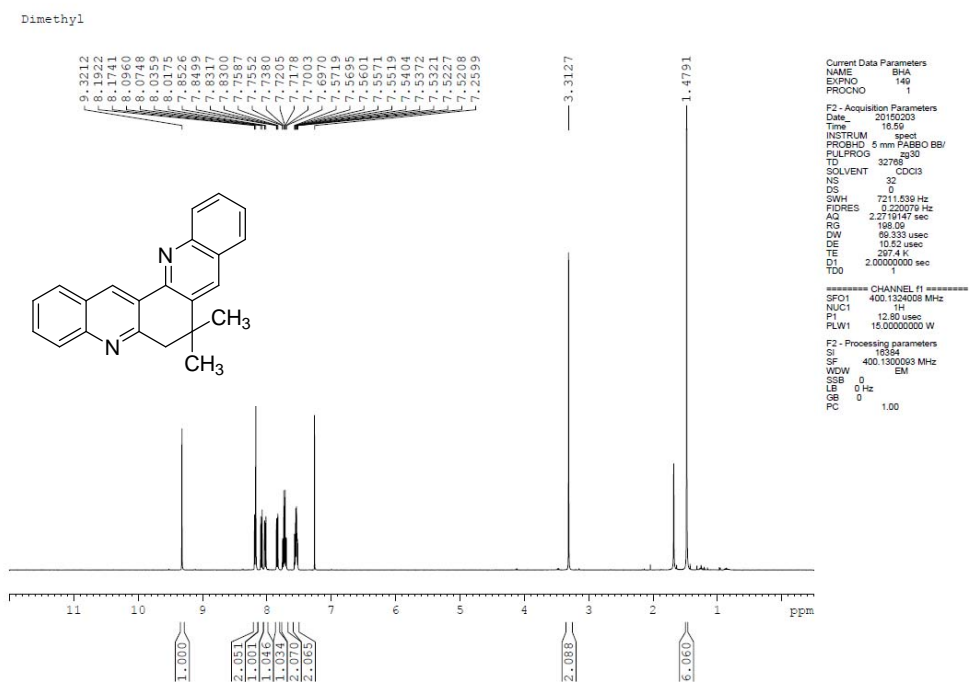 Dimethyl
9.3212
8.1922
8.1741
8.0960
8.0748
8.0359
8.0175
7.8526
7.8499
7.8317
7.8300
7.7587
7.7552
7.7380
7.7205
7.7178
7.7003
7.6970
7.5719
7.5695
7.5601
7.5571
7.5519
7.5404
7.5372
7.5321
7.5227
7.5208
7.2599
3.3127
1.4791
N
CH3
N
CH3
Current Data Parameters
NAME BHA
EXPNO 149
PROCNO 1
F2 - Acquisition Parameters
Date_ 20150203
Time 16.59
INSTRUM spect
PROBHD 5 mm PABBO BB/
PULPROG zg30
TD 32768
SOLVENT CDCl3
NS 32
DS 0
SWH 7211.539 Hz
FIDRES 0.220079 Hz
AQ 2.2719147 sec
RG 198.09
DW 69.333 usec
DE 10.52 usec
TE 297.4 K
D1 2.00000000 sec
TD0 1
======== CHANNEL f1 ========
SFO1 400.1324008 MHz
NUC1 1H
P1 12.80 usec
PLW1 15.00000000 W
F2 - Processing parameters
SI 16384
SF 400.1300093 MHz
WDW EM
SSB 0
LB 0 Hz
GB 0
PC 1.00
11 10 9 8 7 6 5 4 3 2 1 ppm
1.000
2.051
1.001
1.046
1.034
2.070
2.065
2.088
6.060